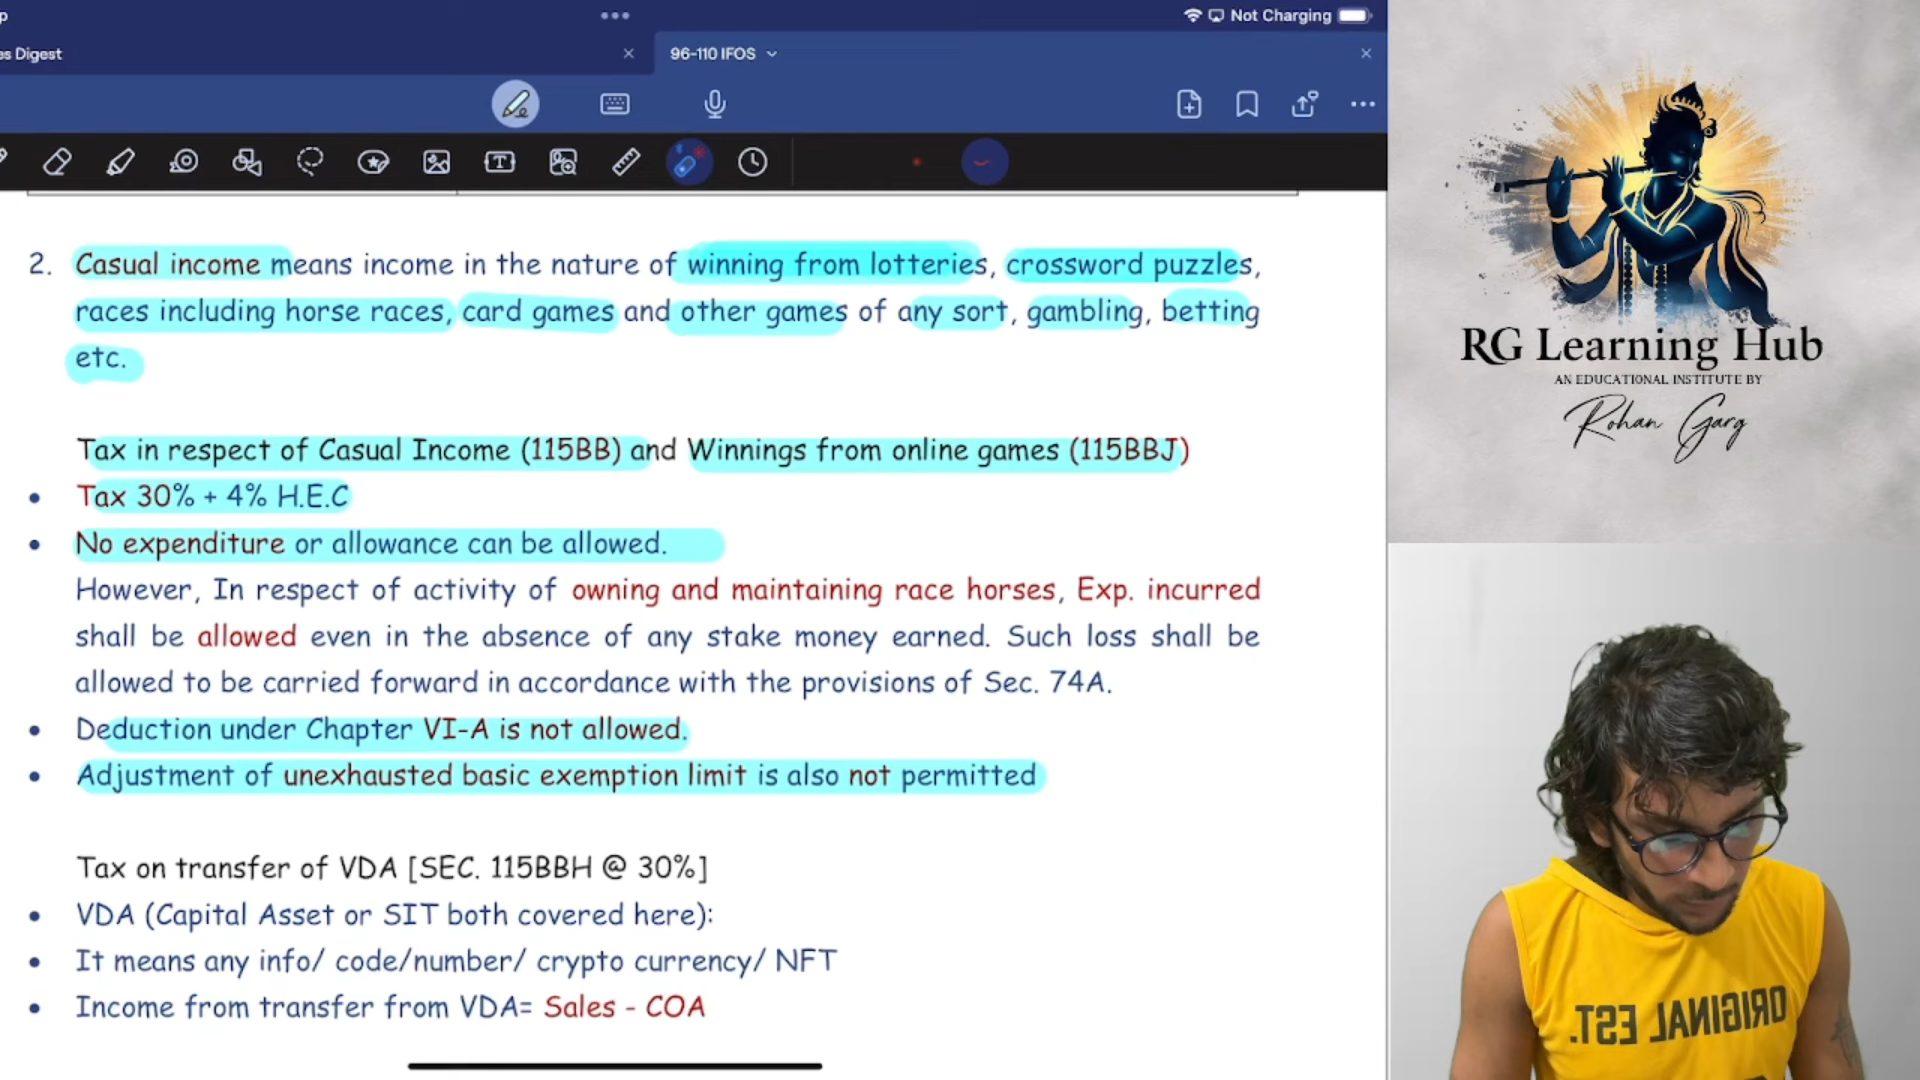 p
Not Charging
es Digest
96-110 IFOS
2. Casual income means income in the nature of winning from lotteries, crossword puzzles,
races including horse races, card games and other games of any sort, gambling, betting
etc.
Tax in respect of Casual Income (115BB) and Winnings from online games (115BBJ)
• Tax 30% + 4% H.E.C
• No expenditure or allowance can be allowed.
However, In respect of activity of owning and maintaining race horses, Exp. incurred
shall be allowed even in the absence of any stake money earned. Such loss shall be
allowed to be carried forward in accordance with the provisions of Sec. 74A.
• Deduction under Chapter VI-A is not allowed.
• Adjustment of unexhausted basic exemption limit is also not permitted
Tax on transfer of VDA [SEC. 115BBH @ 30%]
• VDA (Capital Asset or SIT both covered here):
• It means any info/ code/number/ crypto currency/ NFT
• Income from transfer from VDA= Sales - COA
RG Learning Hub
AN EDUCATIONAL INSTITUTE BY
Rohan Garg
ORIGINAL EST.